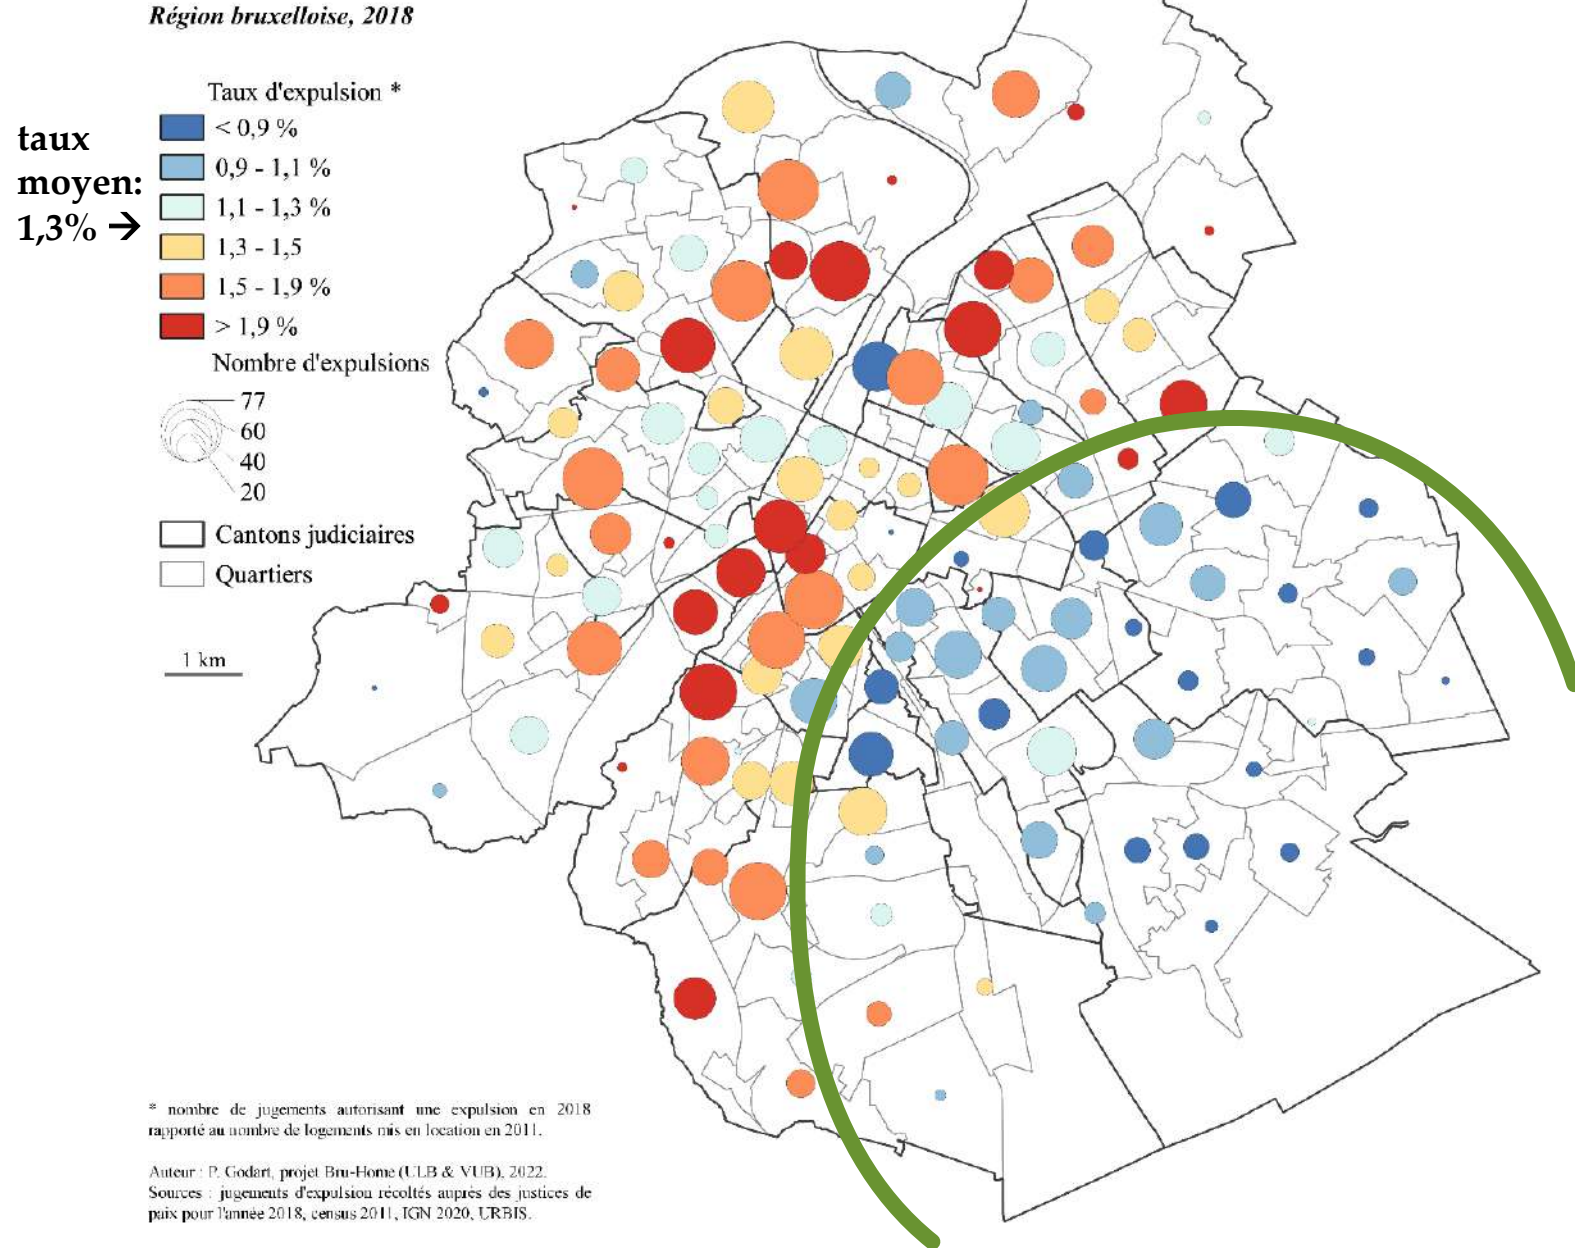 Région bruxelloise, 2018
Taux d'expulsion *
< 0,9 %
0,9 - 1,1 %
1,1 - 1,3 %
1,3 - 1,5
1,5 - 1,9 %
> 1,9 %
taux
moyen:
1,3% →
Nombre d'expulsions
77
60
40
20
Cantons judiciaires
Quartiers
1 km
* nombre de jugements autorisant une expulsion en 2018
rapporté au nombre de logements mis en location en 2011.
Auteur : P. Godart, projet Bru-Home (ULB & VUB), 2022.
Sources : jugements d'expulsion récoltés auprès des justices de
paix pour l'année 2018, census 2011, IGN 2020, URBIS.